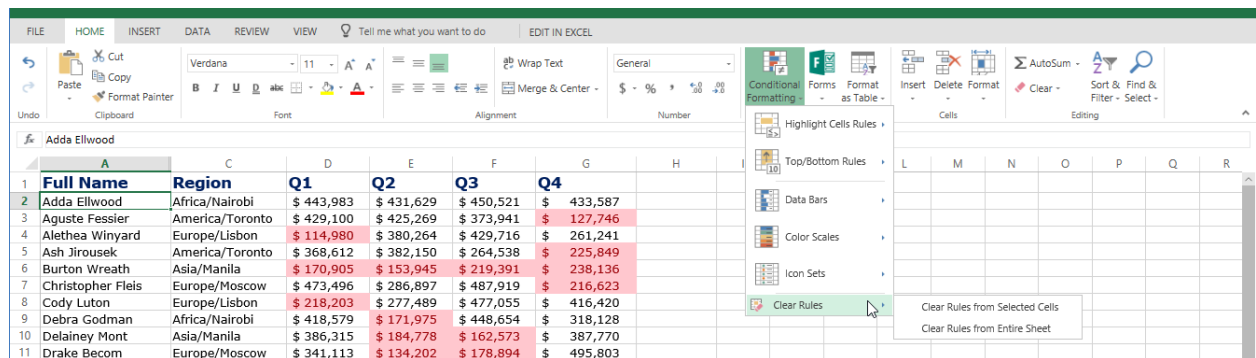 FILE HOME INSERT DATA REVIEW VIEW Tell me what you want to do EDIT IN EXCEL
Cut
Copy
Format Painter
Paste
Undo
Clipboard
Verdana 11 A A
B I U D abc A
Font
ab Wrap Text
Merge & Center
Alignment
General
$ % , .00 .00
Number
Conditional Formatting
Forms
Format as Table
Insert Delete Format
Cells
AutoSum
Clear
Sort & Filter
Find & Select
Editing
fx Adda Ellwood
A C D E F G H I L M N O P Q R
1 Full Name Region Q1 Q2 Q3 Q4
2 Adda Ellwood Africa/Nairobi $ 443,983 $ 431,629 $ 450,521 $ 433,587
3 Aguste Fessier America/Toronto $ 429,100 $ 425,269 $ 373,941 $ 127,746
4 Alethea Winyard Europe/Lisbon $ 114,980 $ 380,264 $ 429,716 $ 261,241
5 Ash Jirousek America/Toronto $ 368,612 $ 382,150 $ 264,538 $ 225,849
6 Burton Wreath Asia/Manila $ 170,905 $ 153,945 $ 219,391 $ 238,136
7 Christopher Fleis Europe/Moscow $ 473,496 $ 286,897 $ 487,919 $ 216,623
8 Cody Luton Europe/Lisbon $ 218,203 $ 277,489 $ 477,055 $ 416,420
9 Debra Godman Africa/Nairobi $ 418,579 $ 171,975 $ 448,654 $ 318,128
10 Delainey Mont Asia/Manila $ 386,315 $ 184,778 $ 162,573 $ 387,770
11 Drake Becom Europe/Moscow $ 341,113 $ 134,202 $ 178,894 $ 495,803
Highlight Cells Rules
Top/Bottom Rules
Data Bars
Color Scales
Icon Sets
Clear Rules
Clear Rules from Selected Cells
Clear Rules from Entire Sheet